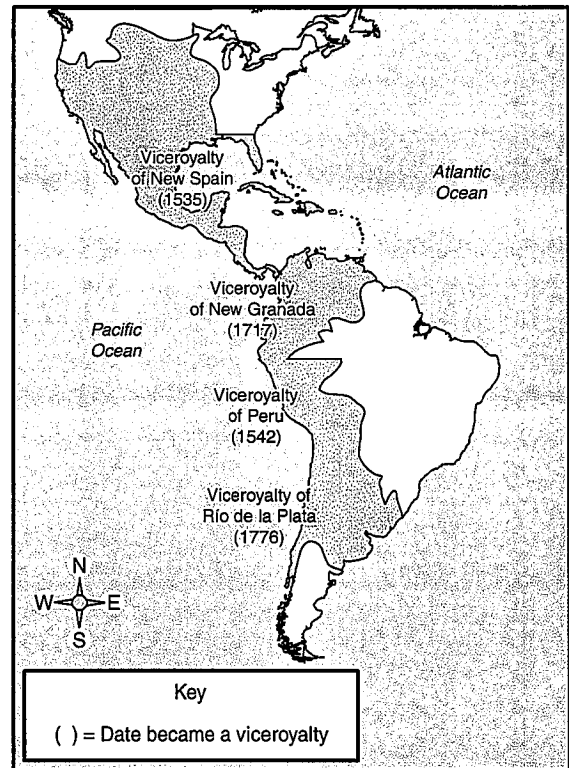 Viceroyalty
of New Spain
(1535)
Atlantic
Ocean
Viceroyalty
of New Granada
(1717)
Pacific
Ocean
Viceroyalty
of Peru
(1542)
Viceroyalty of
Rio de la Plata
(1776)
N
W E
S
Key
( ) = Date became a viceroyalty